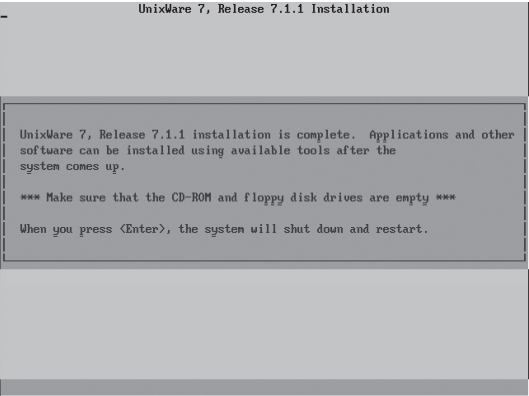 UnixWare 7, Release 7.1.1 Installation
UnixWare 7, Release 7.1.1 installation is complete.  Applications and other
software can be installed using available tools after the
system comes up.
*** Make sure that the CD-ROM and floppy disk drives are empty ***
When you press <Enter>, the system will shut down and restart.